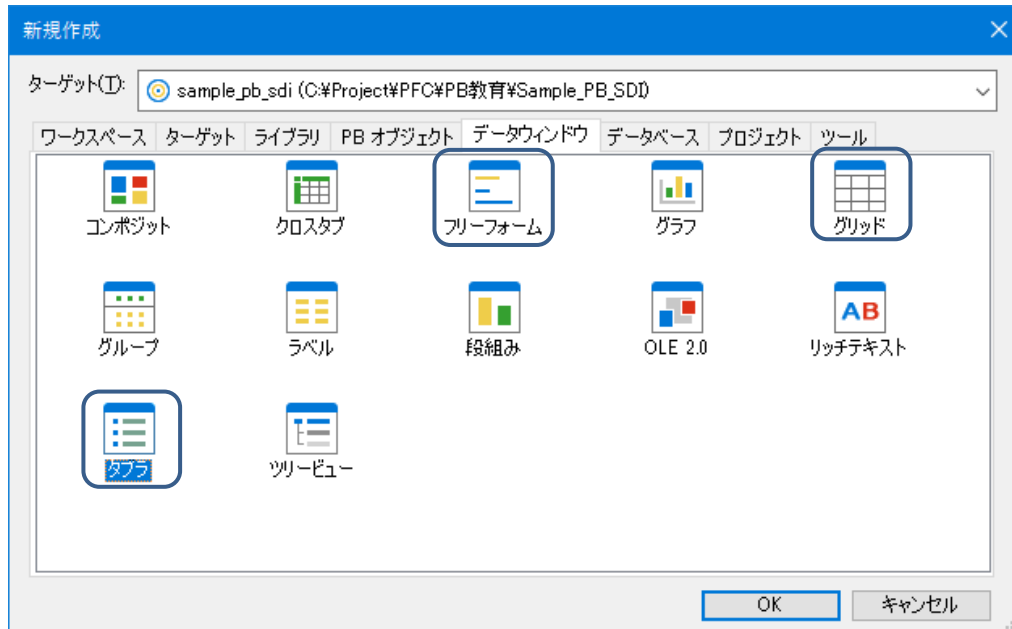 新規作成
ターゲット(T): sample_pb_sdi (C:¥Project¥PFC¥PB教育¥Sample_PB_SDI)
ワークスペース ターゲット ライブラリ PB オブジェクト データウィンドウ データベース プロジェクト ツール
コンポジット クロスタブ フリーフォーム グラフ グリッド
グループ ラベル 段組み OLE 2.0 リッチテキスト
AB
タブラ ツリービュー
OK キャンセル